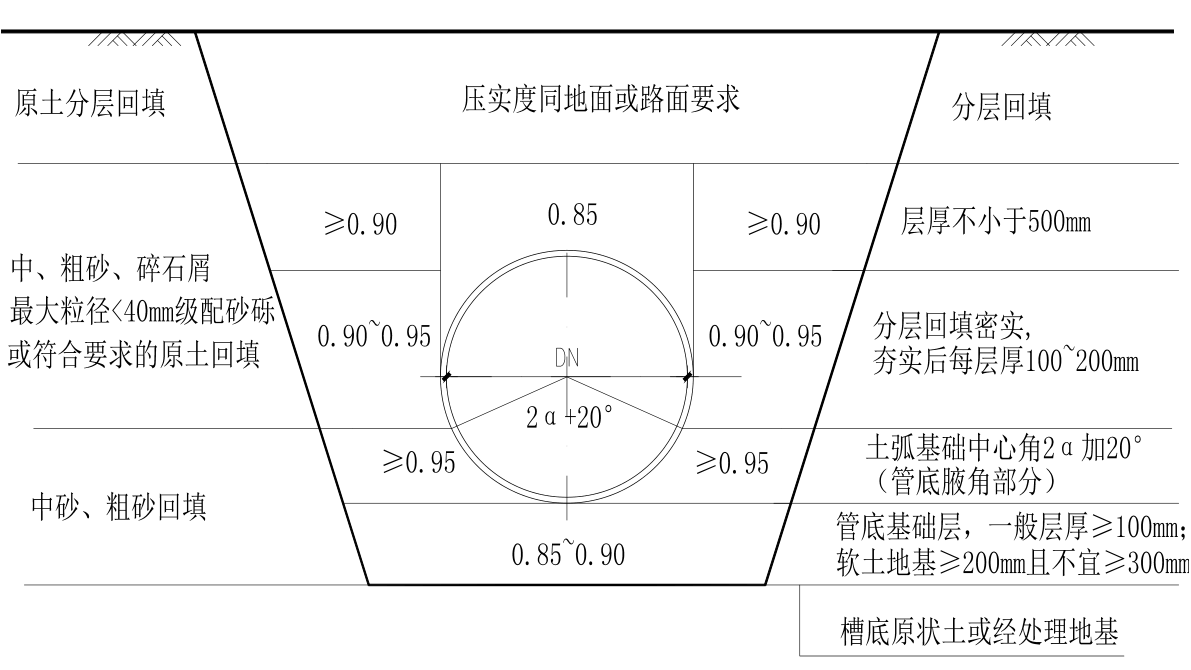 原土分层回填
压实度同地面或路面要求
分层回填
≥0.90
0.85
≥0.90
层厚不小于500mm
中、粗砂、碎石屑
最大粒径<40mm级配砂砾
或符合要求的原土回填
0.90~0.95
DN
0.90~0.95
分层回填密实,
夯实后每层厚100~200mm
2α+20°
≥0.95
≥0.95
土弧基础中心角2α加20°
（管底腋角部分）
中砂、粗砂回填
0.85~0.90
管底基础层，一般层厚≥100mm；
软土地基≥200mm且不宜≥300mm
槽底原状土或经处理地基